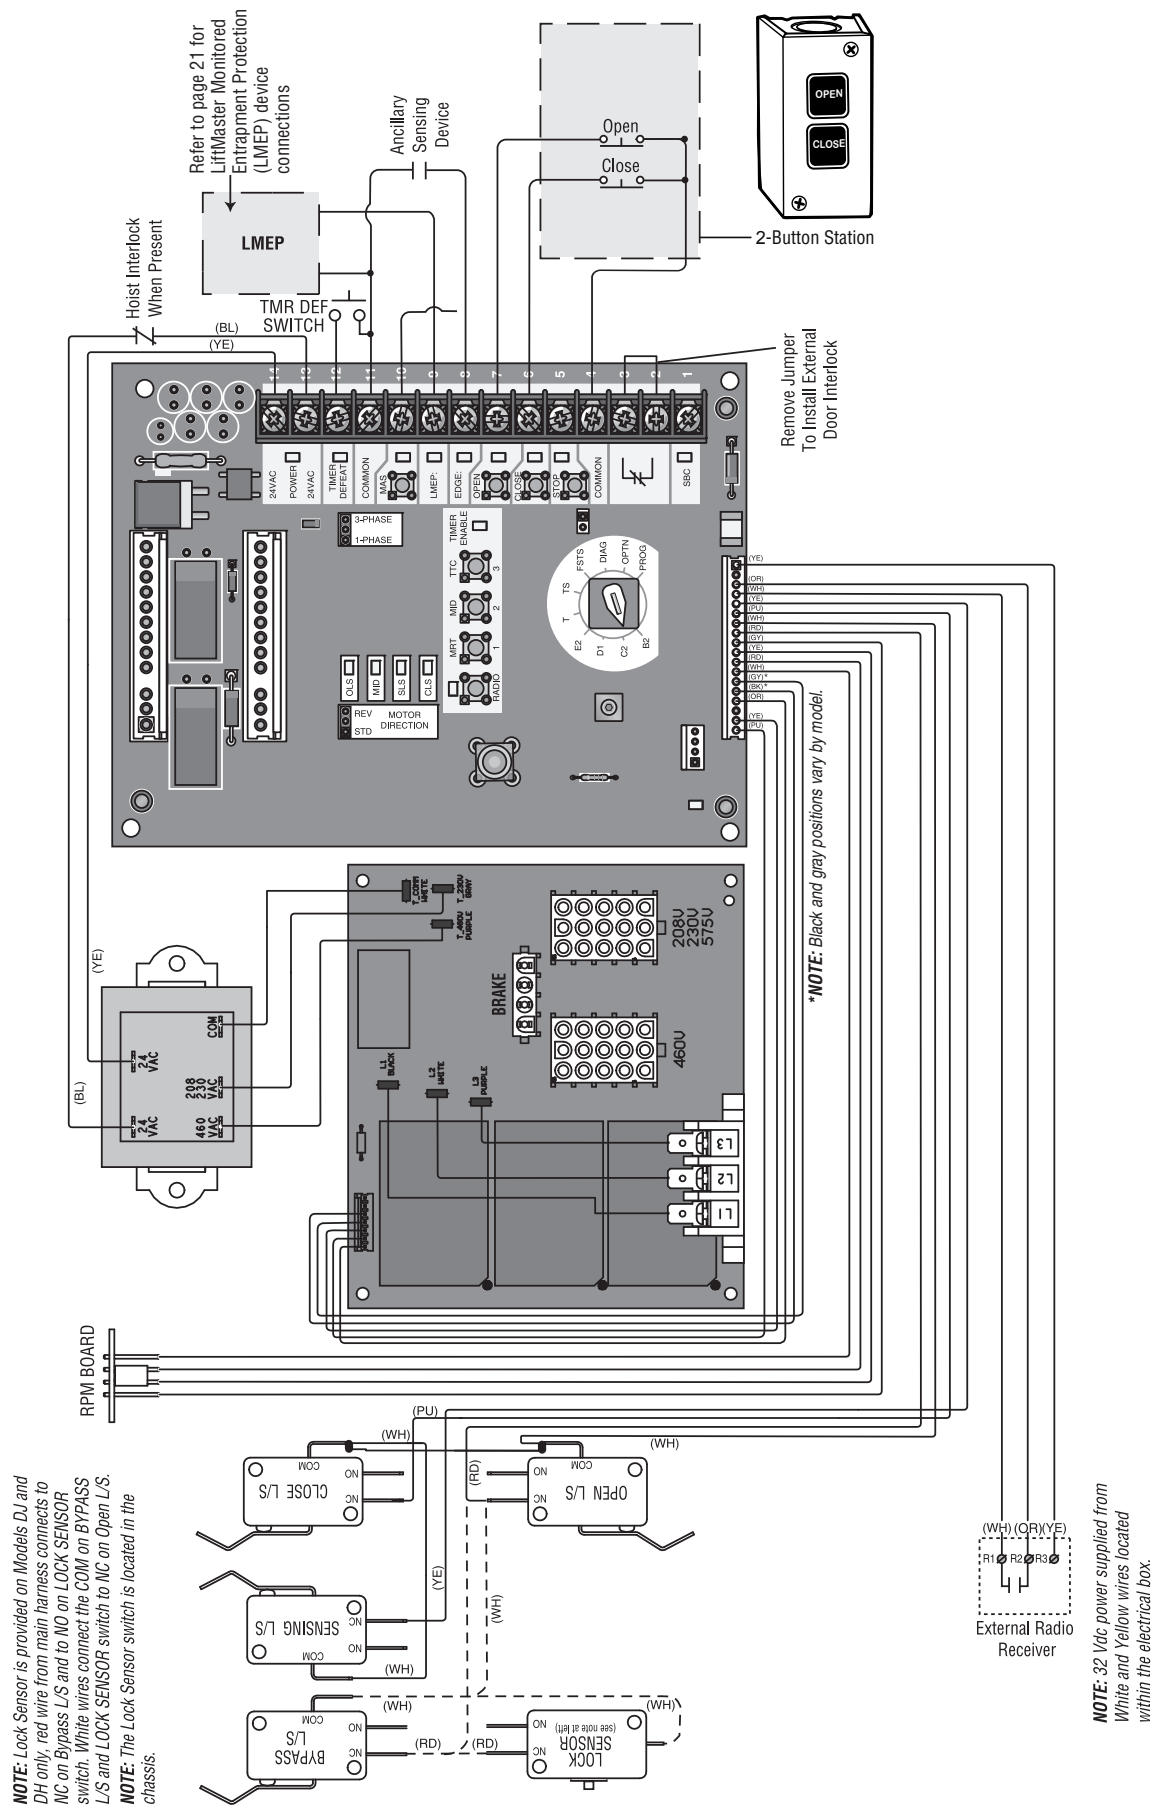 Refer to page 21 for
LiftMaster Monitored
Entrapment Protection
(LMEP) device
connections
LMEP
Hoist Interlock
When Present
Ancillary
Sensing
Device
TMR DEF
SWITCH
Open
Close
OPEN
CLOSE
2-Button Station
(BL)
(YE)
Remove Jumper
To Install External
Door Interlock
14
13
12
11
10
9
8
7
6
5
4
3
2
1
24VAC
POWER
24VAC
TIMER
DEFEAT
COMMON
MAS
LMEP:
EDGE:
OPEN
CLOSE
STOP
COMMON
SBC
3-PHASE
1-PHASE
TIMER
ENABLE
TTC
3
MID
2
MRT
1
RADIO
OLS
MID
SLS
CLS
REV
STD
MOTOR
DIRECTION
E2
T
TS
FSTS
DIAG
OPTN
PROG
B2
C2
D1
(YE)
(OR)
(WH)
(YE)
(PU)
(WH)
(RD)
(GY)
(YE)
(RD)
(WH)
(GY)*
(BK)*
(OR)
(YE)
(PU)
*NOTE: Black and gray positions vary by model.
(YE)
(BL)
24
VAC
24
VAC
COM
208
230
VAC
460
VAC
T_COMM
WHITE
T_230V
GRAY
T_460V
PURPLE
BRAKE
208V
230V
575V
460V
L1
BLACK
L2
WHITE
L3
PURPLE
L3
L2
L1
RPM BOARD
(PU)
(WH)
(WH)
(RD)
(YE)
(WH)
(WH)
(WH)
(WH)
(RD)
(RD)
COM
NO
NC
CLOSE
L/S
COM
NO
NC
OPEN L/S
NC
NO
COM
SENSING
L/S
COM
NO
NC
BYPASS
L/S
NO
NC
LOCK
SENSOR
(see note at left)
(WH)
(OR)
(YE)
R1
R2
R3
External Radio
Receiver
NOTE: Lock Sensor is provided on Models DJ and
DH only, red wire from main harness connects to
NC on Bypass L/S and to NO on LOCK SENSOR
switch. White wires connect the COM on BYPASS
L/S and LOCK SENSOR switch to NC on Open L/S.
NOTE: The Lock Sensor switch is located in the
chassis.
NOTE: 32 Vdc power supplied from
White and Yellow wires located
within the electrical box.